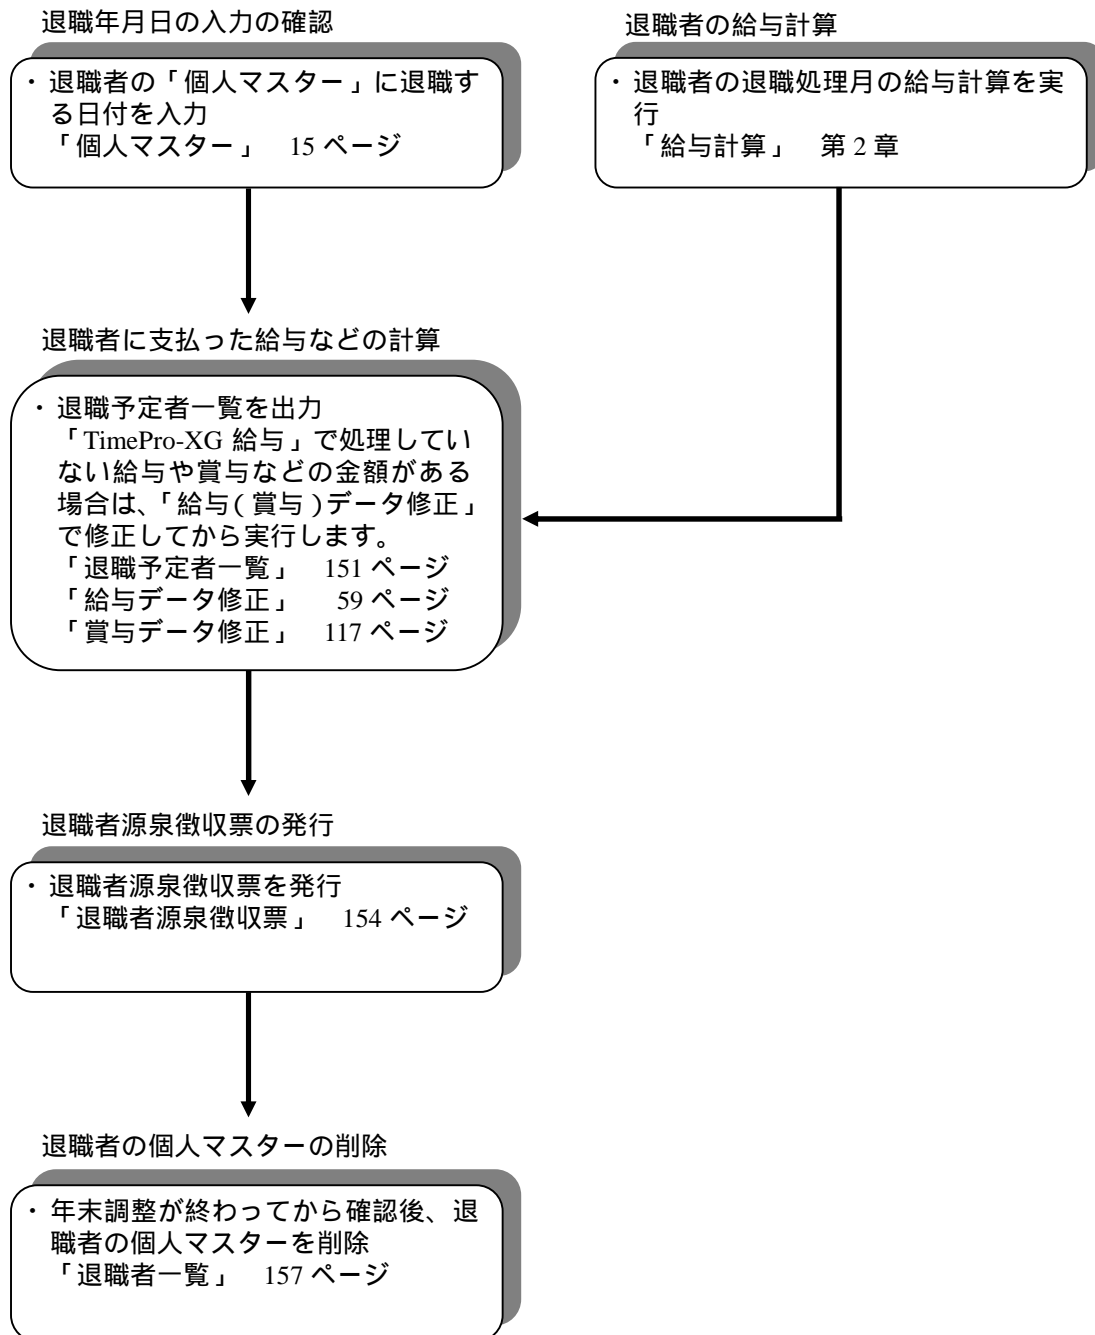 退職年月日の入力の確認
・退職者の「個人マスター」に退職す
る日付を入力
「個人マスター」　15 ページ
退職者の給与計算
・退職者の退職処理月の給与計算を実
行
「給与計算」　第 2 章
退職者に支払った給与などの計算
・退職予定者一覧を出力
「TimePro-XG 給与」で処理してい
ない給与や賞与などの金額がある
場合は、「給与(賞与)データ修正」
で修正してから実行します。
「退職予定者一覧」　151 ページ
「給与データ修正」　59 ページ
「賞与データ修正」　117 ページ
退職者源泉徴収票の発行
・退職者源泉徴収票を発行
「退職者源泉徴収票」　154 ページ
退職者の個人マスターの削除
・年末調整が終わってから確認後、退
職者の個人マスターを削除
「退職者一覧」　157 ページ